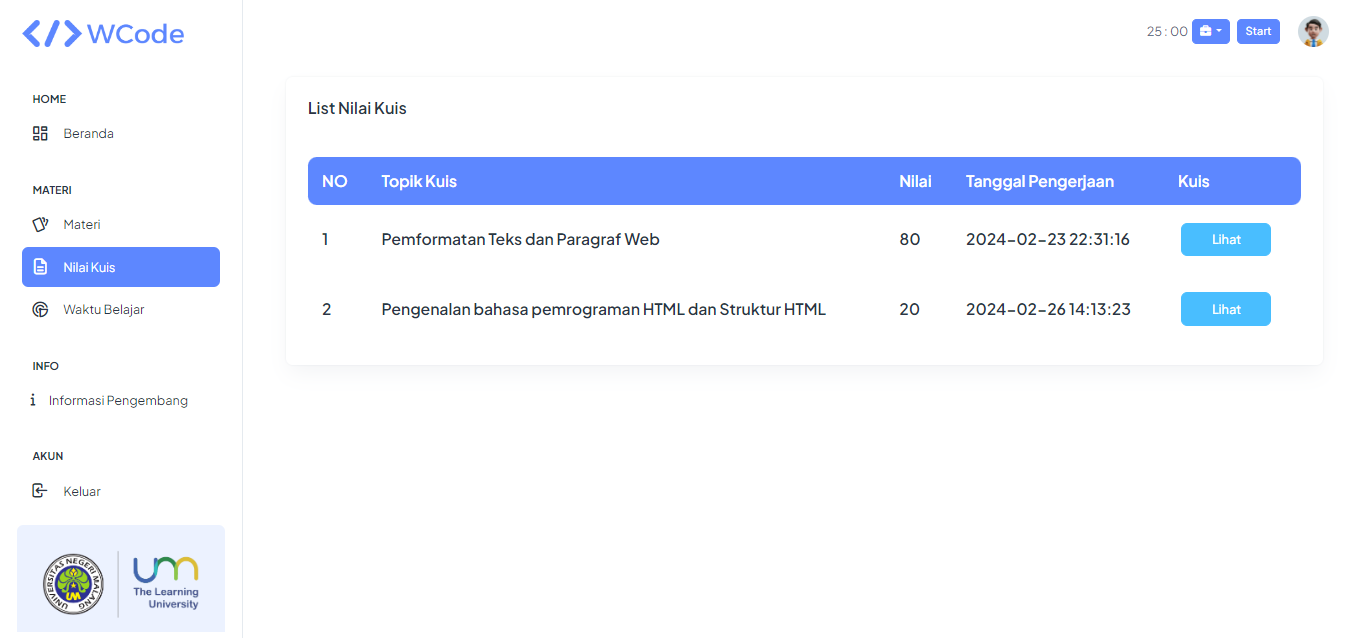 WCode
25 : 00
Start
HOME
Beranda
MATERI
Materi
Nilai Kuis
Waktu Belajar
INFO
Informasi Pengembang
AKUN
Keluar
UNIVERSITAS NEGERI MALANG
UM
um
The Learning
University
List Nilai Kuis
NO Topik Kuis Nilai Tanggal Pengerjaan Kuis
1 Pemformatan Teks dan Paragraf Web 80 2024-02-23 22:31:16 Lihat
2 Pengenalan bahasa pemrograman HTML dan Struktur HTML 20 2024-02-26 14:13:23 Lihat